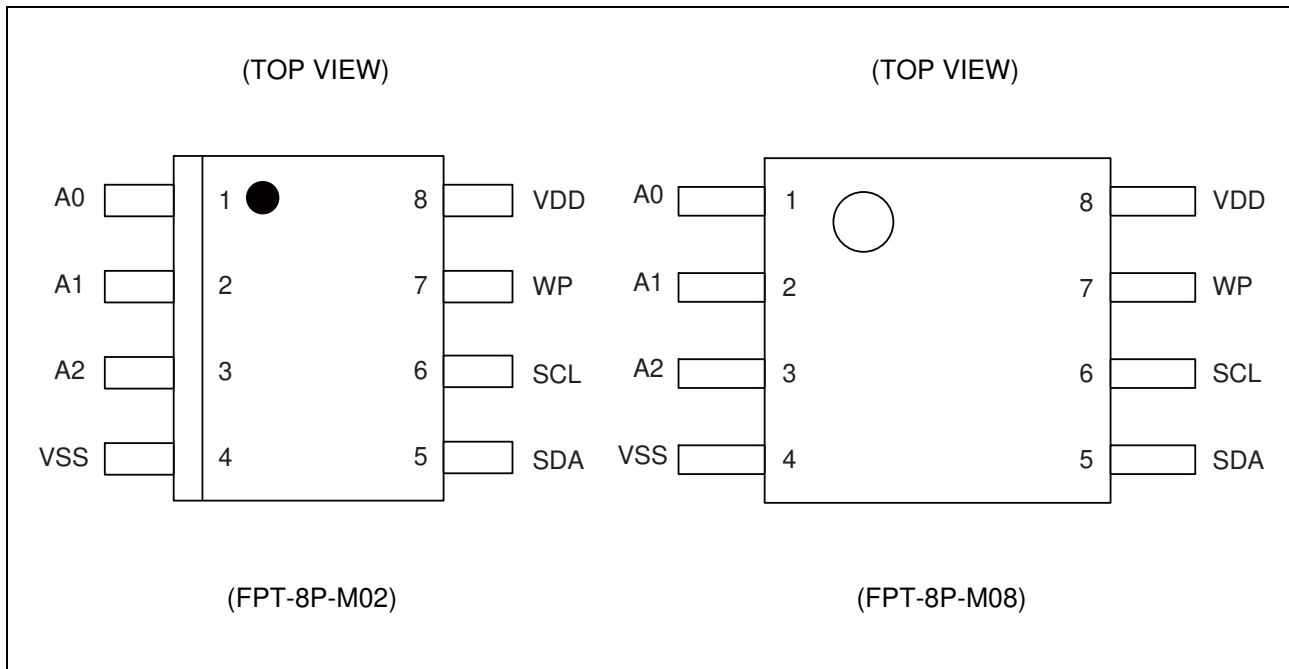 (TOP VIEW)
A0 1 8 VDD
A1 2 7 WP
A2 3 6 SCL
VSS 4 5 SDA
(FPT-8P-M02)
(TOP VIEW)
A0 1 8 VDD
A1 2 7 WP
A2 3 6 SCL
VSS 4 5 SDA
(FPT-8P-M08)